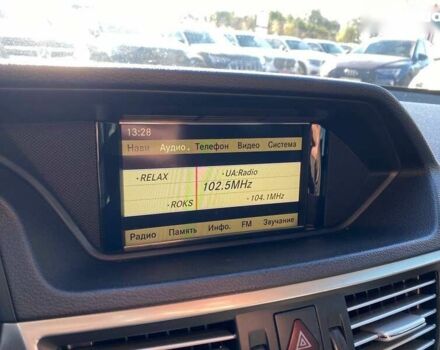 13:28
Нави Аудио Телефон Видео Система
•RELAX •UA:Radio
102.5MHz
•ROKS •104.1MHz
Радио Память Инфо. FM Звучание